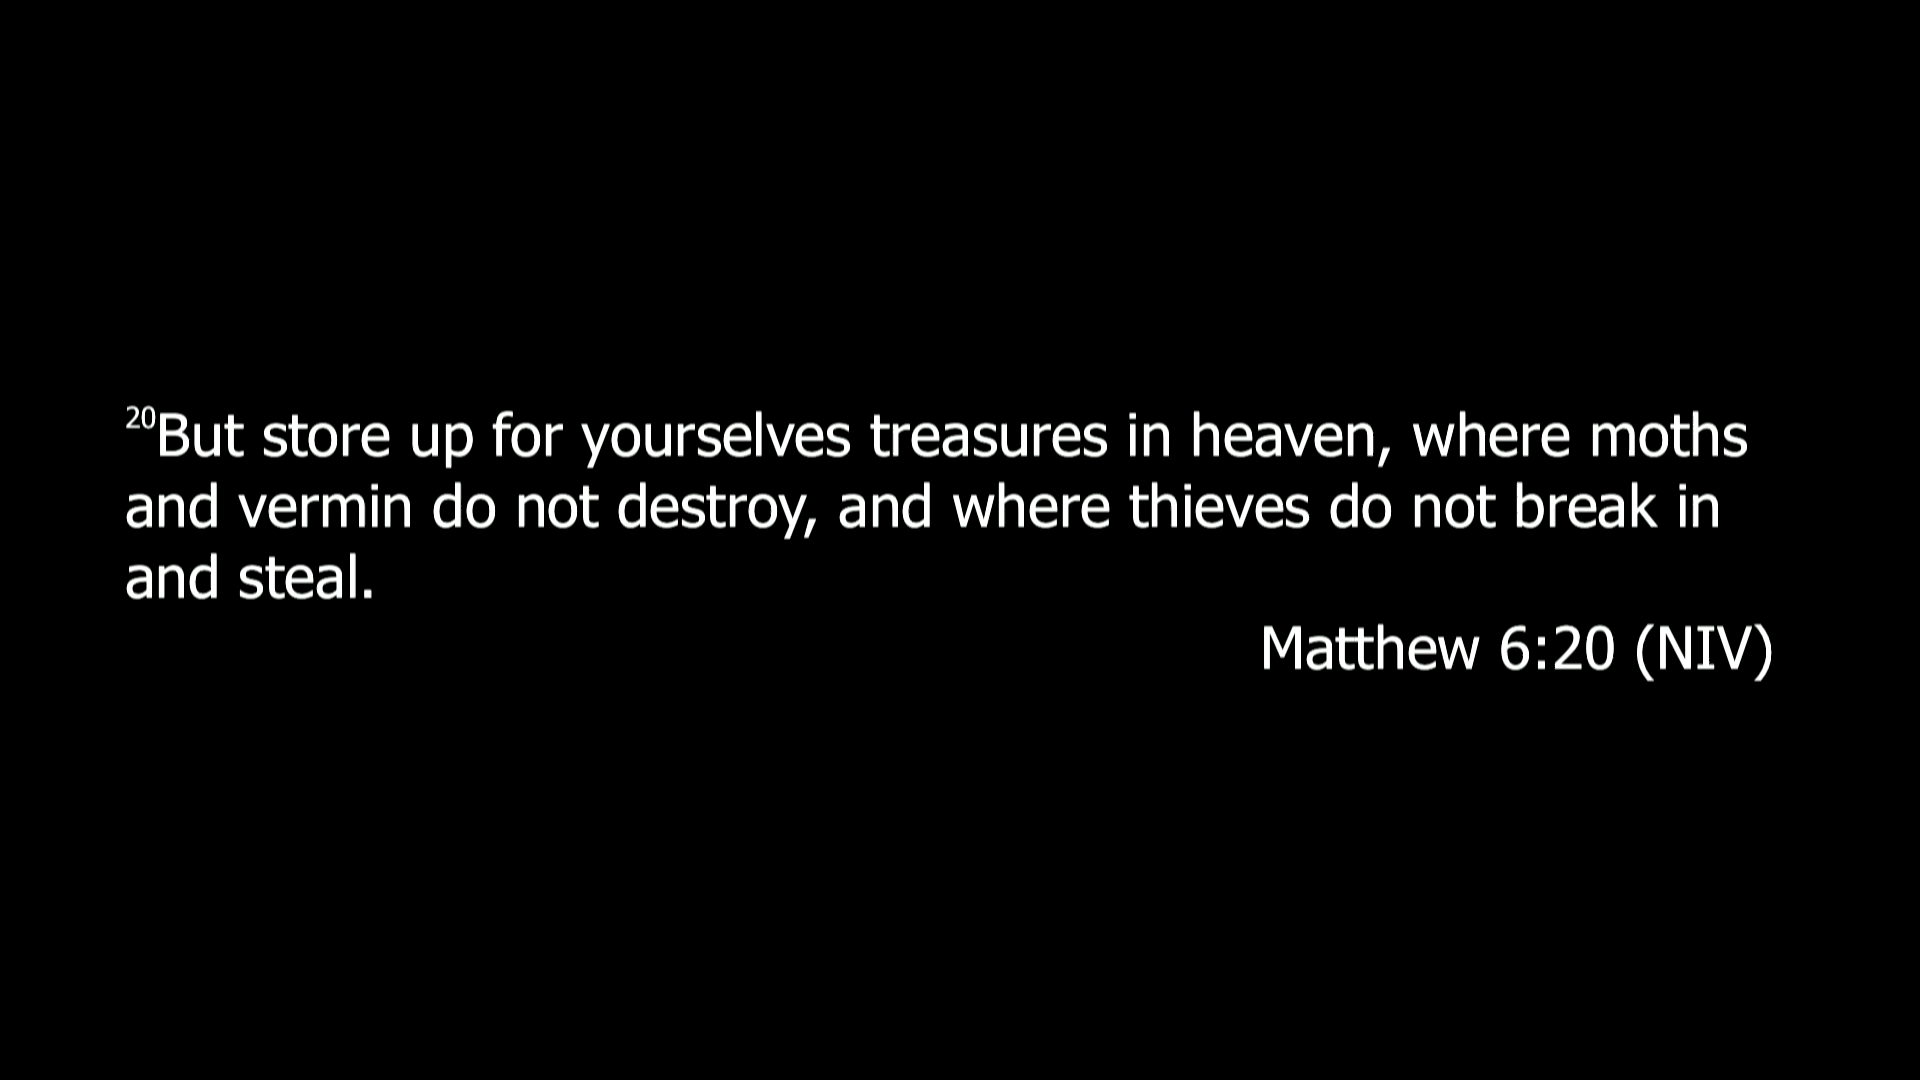 20But store up for yourselves treasures in heaven, where moths
and vermin do not destroy, and where thieves do not break in
and steal.
Matthew 6:20 (NIV)